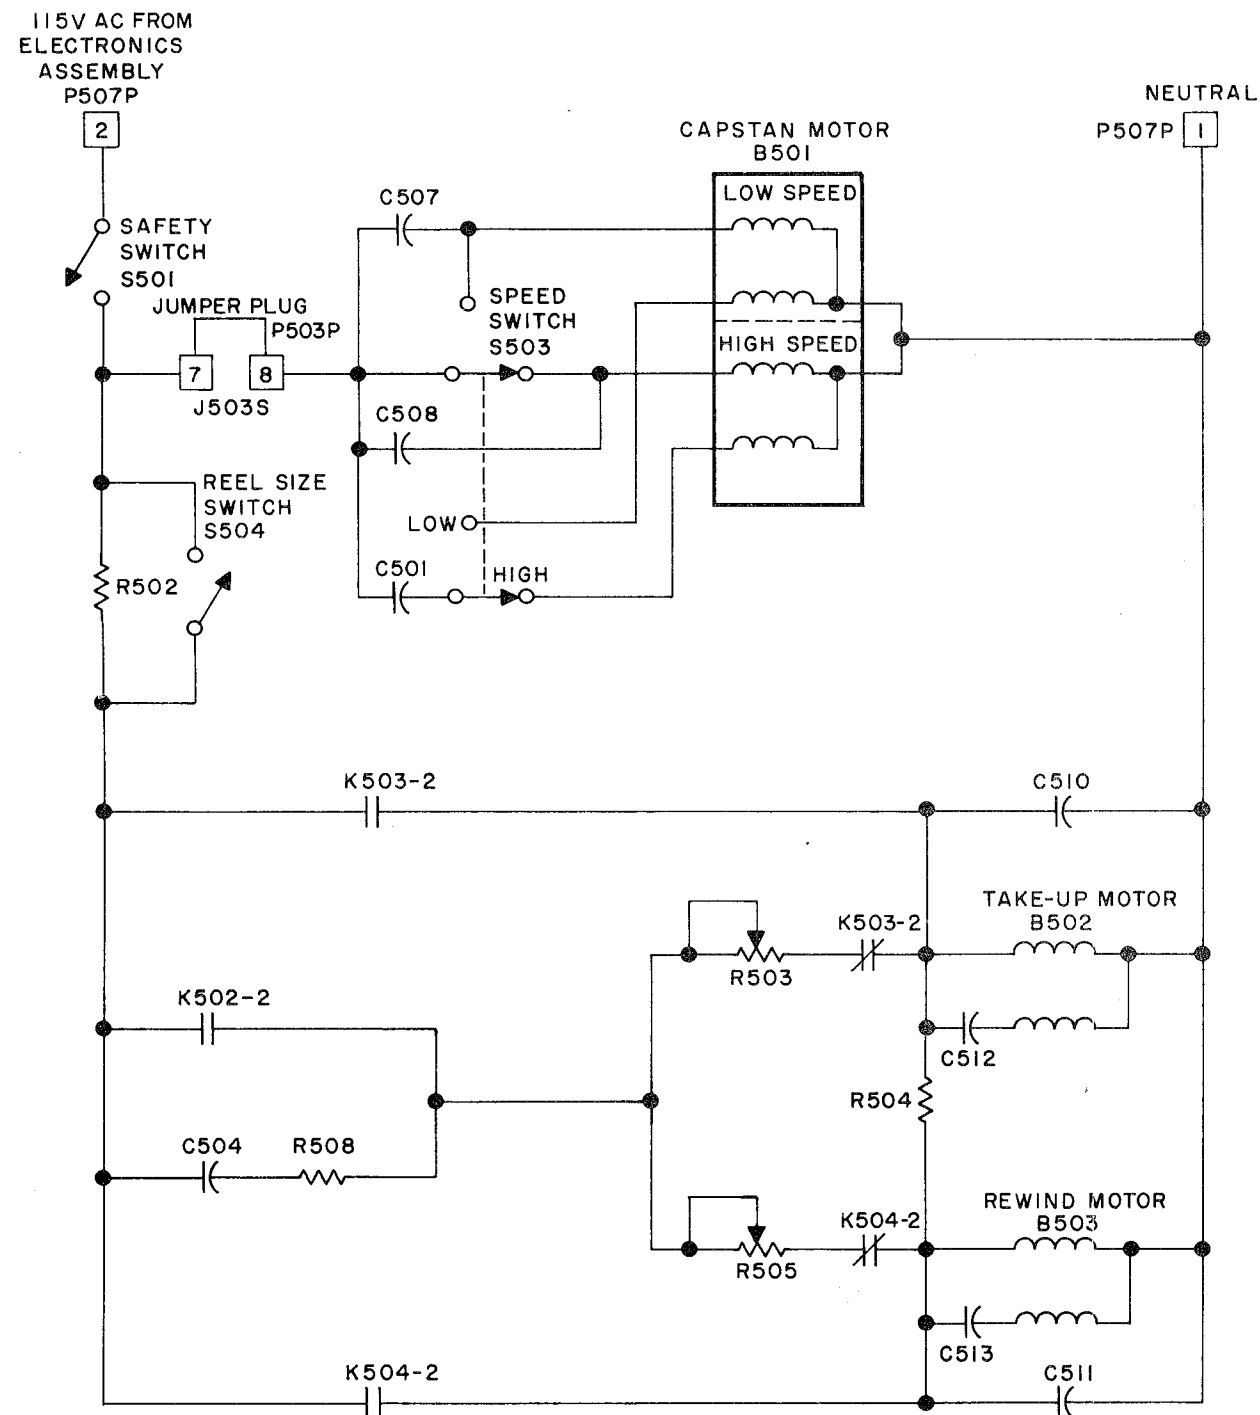 115V AC FROM
ELECTRONICS
ASSEMBLY
P507P
2
NEUTRAL
P507P
1
CAPSTAN MOTOR
B501
LOW SPEED
HIGH SPEED
C507
SAFETY
SWITCH
S501
JUMPER PLUG
P503P
7
8
J503S
SPEED
SWITCH
S503
C508
REEL SIZE
SWITCH
S504
LOW
R502
C501
HIGH
K503-2
C510
TAKE-UP MOTOR
B502
K503-2
R503
K502-2
C512
R504
C504
R508
REWIND MOTOR
B503
K504-2
R505
C513
K504-2
C511